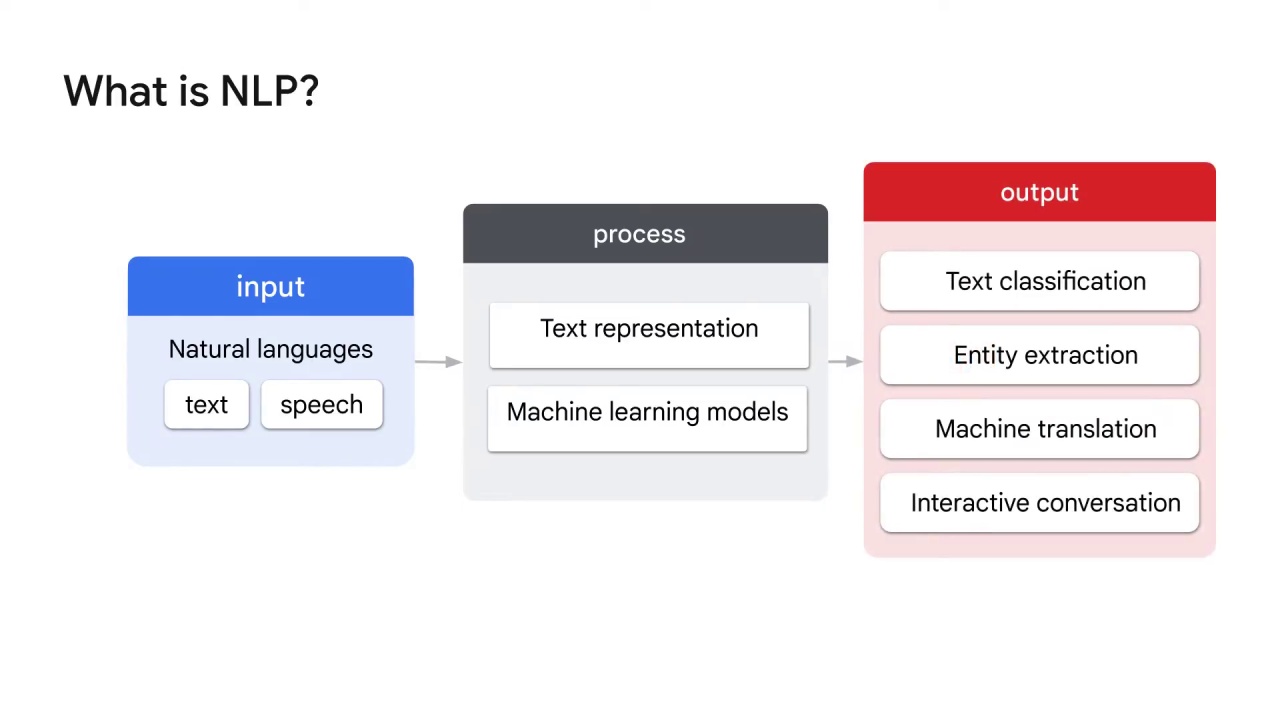 What is NLP?
input
Natural languages
text
speech
process
Text representation
Machine learning models
output
Text classification
Entity extraction
Machine translation
Interactive conversation